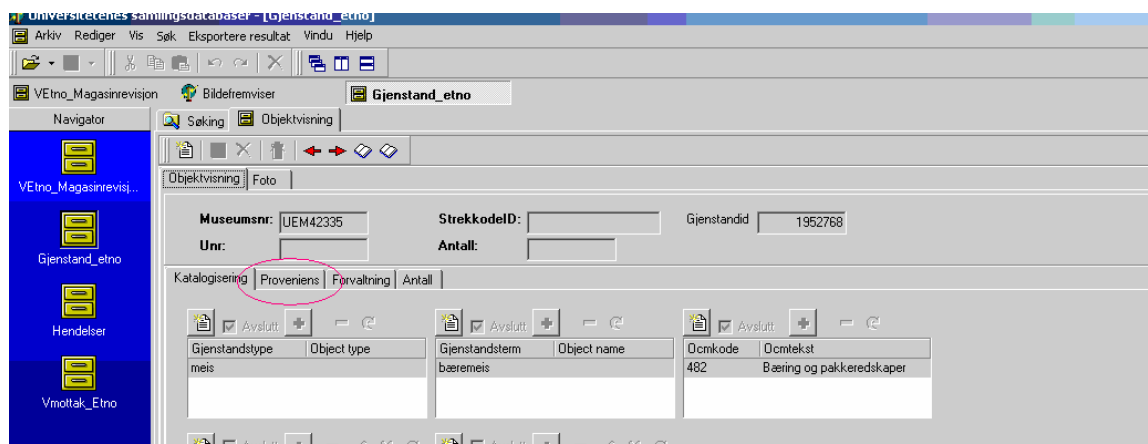 Universitetenes samlingsdatabaser - [Gjenstand_etno]
Arkiv Rediger Vis Søk Eksportere resultat Vindu Hjelp
VEtno_Magasinrevisjon Bildefremviser Gjenstand_etno
Navigator Søking Objektvisning
VEtno_Magasinrevisj...
Objektvisning Foto
Museumsnr: UEM42335 StrekkodeID: Gjenstandid 1952768
Unr: Antall:
Gjenstand_etno
Katalogisering Proveniens Forvaltning Antall
Avslutt Avslutt Avslutt
Hendelser
Gjenstandstype Object type Gjenstandsterm Object name Ocmkode Ocmtekst
meis bæremeis 482 Bæring og pakkeredskaper
Vmottak_Etno